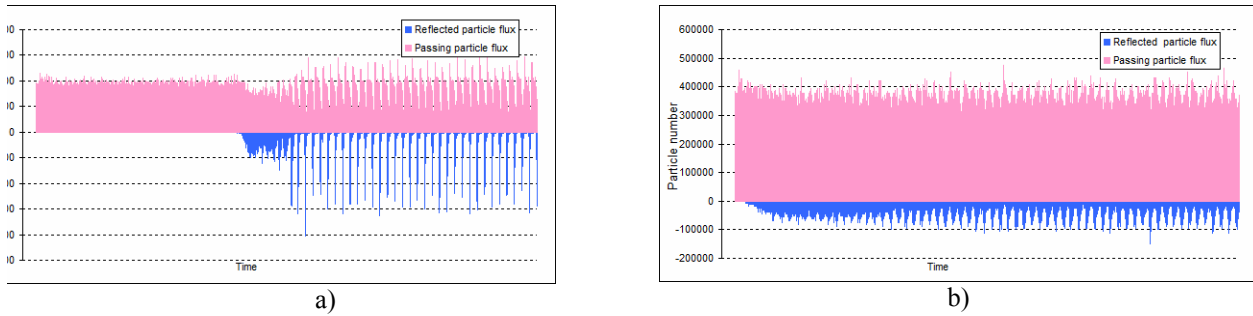 Reflected particle flux
Passing particle flux
Time
a)
600000
500000
400000
300000
200000
100000
0
-100000
-200000
Particle number
Reflected particle flux
Passing particle flux
Time
b)